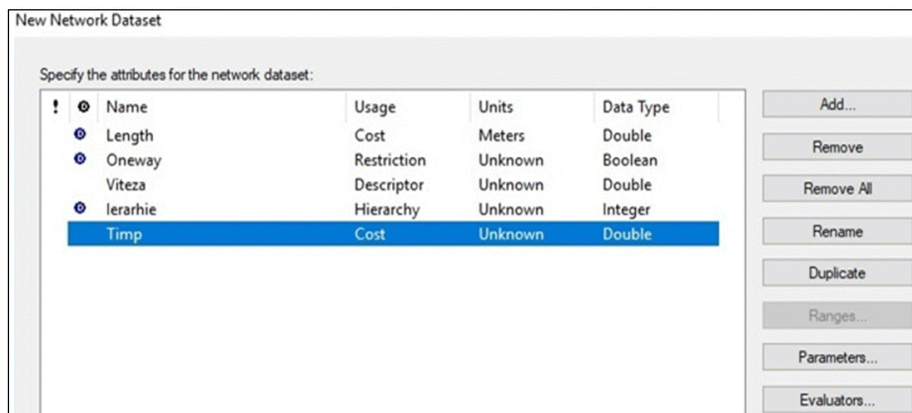 New Network Dataset
Specify the attributes for the network dataset:
! Name Usage Units Data Type
Length Cost Meters Double
Oneway Restriction Unknown Boolean
Viteza Descriptor Unknown Double
Ierarhie Hierarchy Unknown Integer
Timp Cost Unknown Double
Add...
Remove
Remove All
Rename
Duplicate
Ranges...
Parameters...
Evaluators...